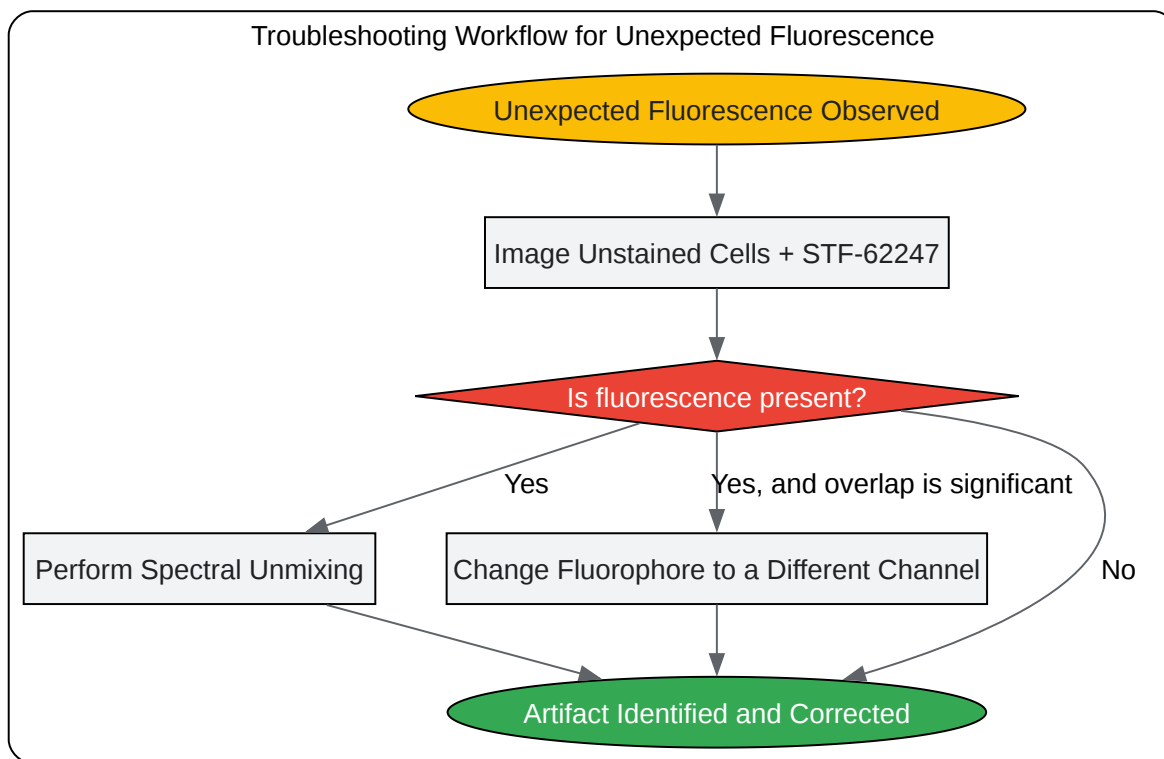 Troubleshooting Workflow for Unexpected Fluorescence
Unexpected Fluorescence Observed
Image Unstained Cells + STF-62247
Is fluorescence present?
Yes
Yes, and overlap is significant
No
Perform Spectral Unmixing
Change Fluorophore to a Different Channel
Artifact Identified and Corrected